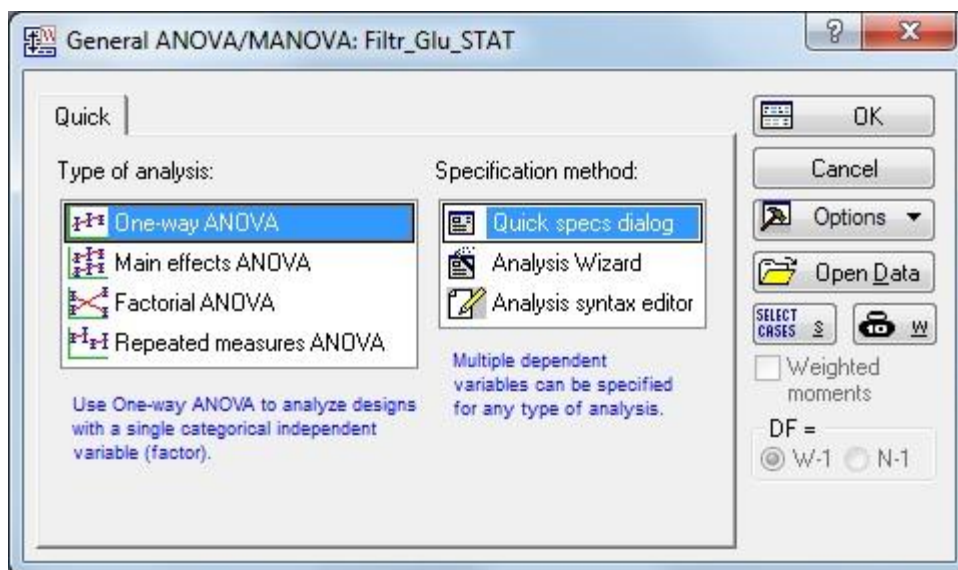 General ANOVA/MANOVA: Filtr_Glu_STAT
Quick
Type of analysis:
One-way ANOVA
Main effects ANOVA
Factorial ANOVA
Repeated measures ANOVA
Use One-way ANOVA to analyze designs
with a single categorical independent
variable (factor).
Specification method:
Quick specs dialog
Analysis Wizard
Analysis syntax editor
Multiple dependent
variables can be specified
for any type of analysis.
OK
Cancel
Options
Open Data
SELECT
CASES S
W
Weighted
moments
DF =
W-1 N-1